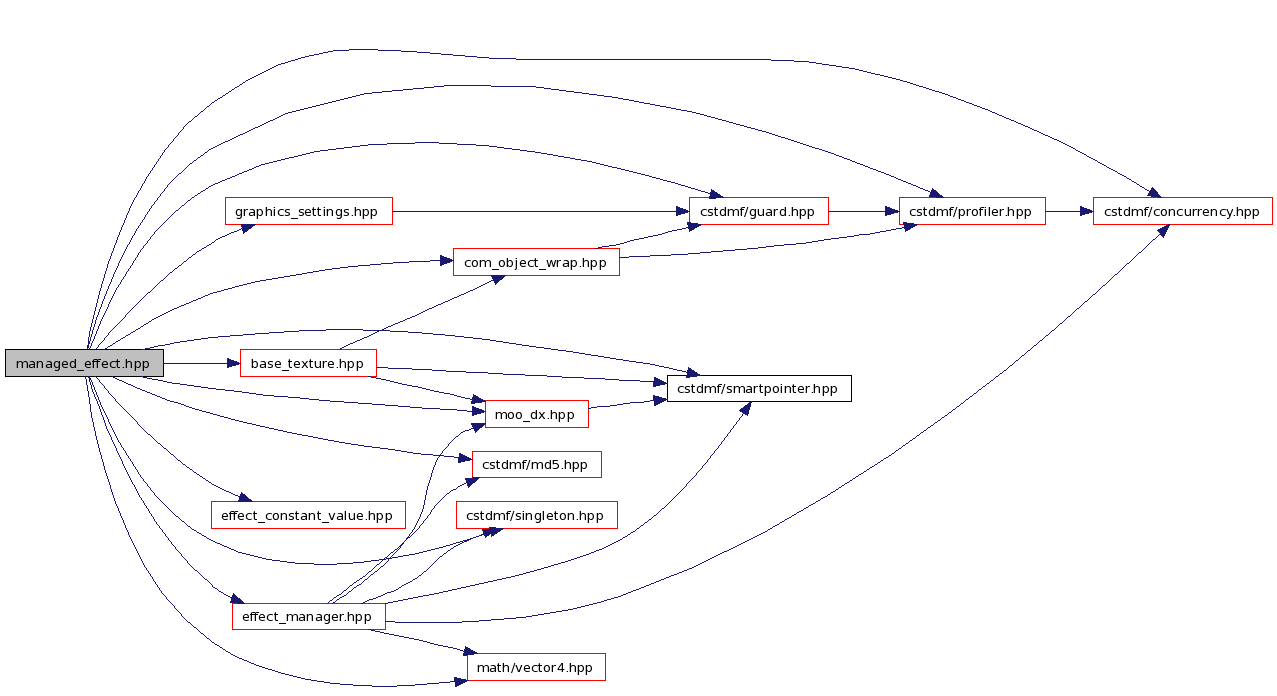 graphics_settings.hpp
cstdmf/guard.hpp
cstdmf/profiler.hpp
cstdmf/concurrency.hpp
com_object_wrap.hpp
managed_effect.hpp
base_texture.hpp
cstdmf/smartpointer.hpp
moo_dx.hpp
cstdmf/md5.hpp
effect_constant_value.hpp
cstdmf/singleton.hpp
effect_manager.hpp
math/vector4.hpp